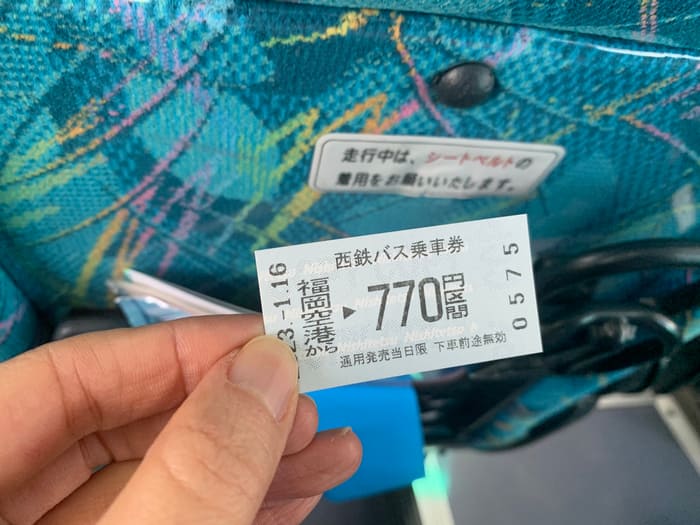 走行中は、シートベルトの
着用をお願いいたします。
西鉄バス乗車券
福岡空港から
▶770円区間
通用発売当日限 下車前途無効
3.-1.16
0575
Nishitetsu
Nishitetsu